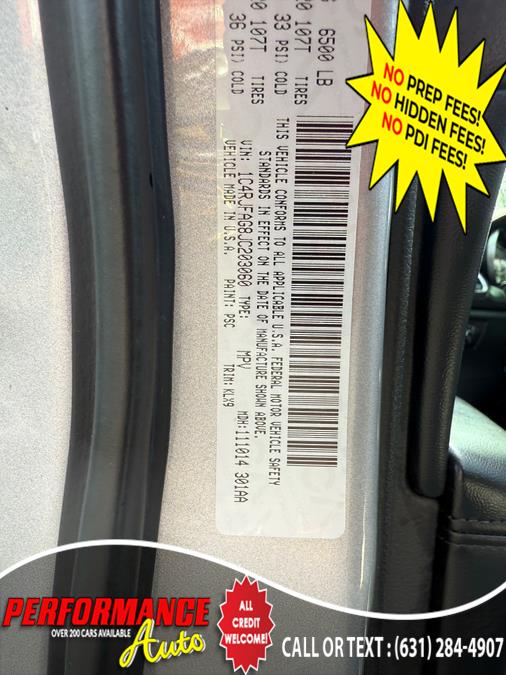 NO PREP FEES!
NO HIDDEN FEES!
NO PDI FEES!
6500 LB
107T TIRES
33 PSI) COLD
107T TIRES
36 PSI) COLD
THIS VEHICLE CONFORMS TO ALL APPLICABLE U.S.A. FEDERAL MOTOR VEHICLE SAFETY
STANDARDS IN EFFECT ON THE DATE OF MANUFACTURE SHOWN ABOVE.
VIN: 1C4RJFAG8JC203060 TYPE: MPV MDH:111014 301AA
VEHICLE MADE IN U.S.A. PAINT: PSC TRIM:KLX9
PERFORMANCE
OVER 200 CARS AVAILABLE
Auto
ALL
CREDIT
WELCOME!
CALL OR TEXT : (631) 284-4907